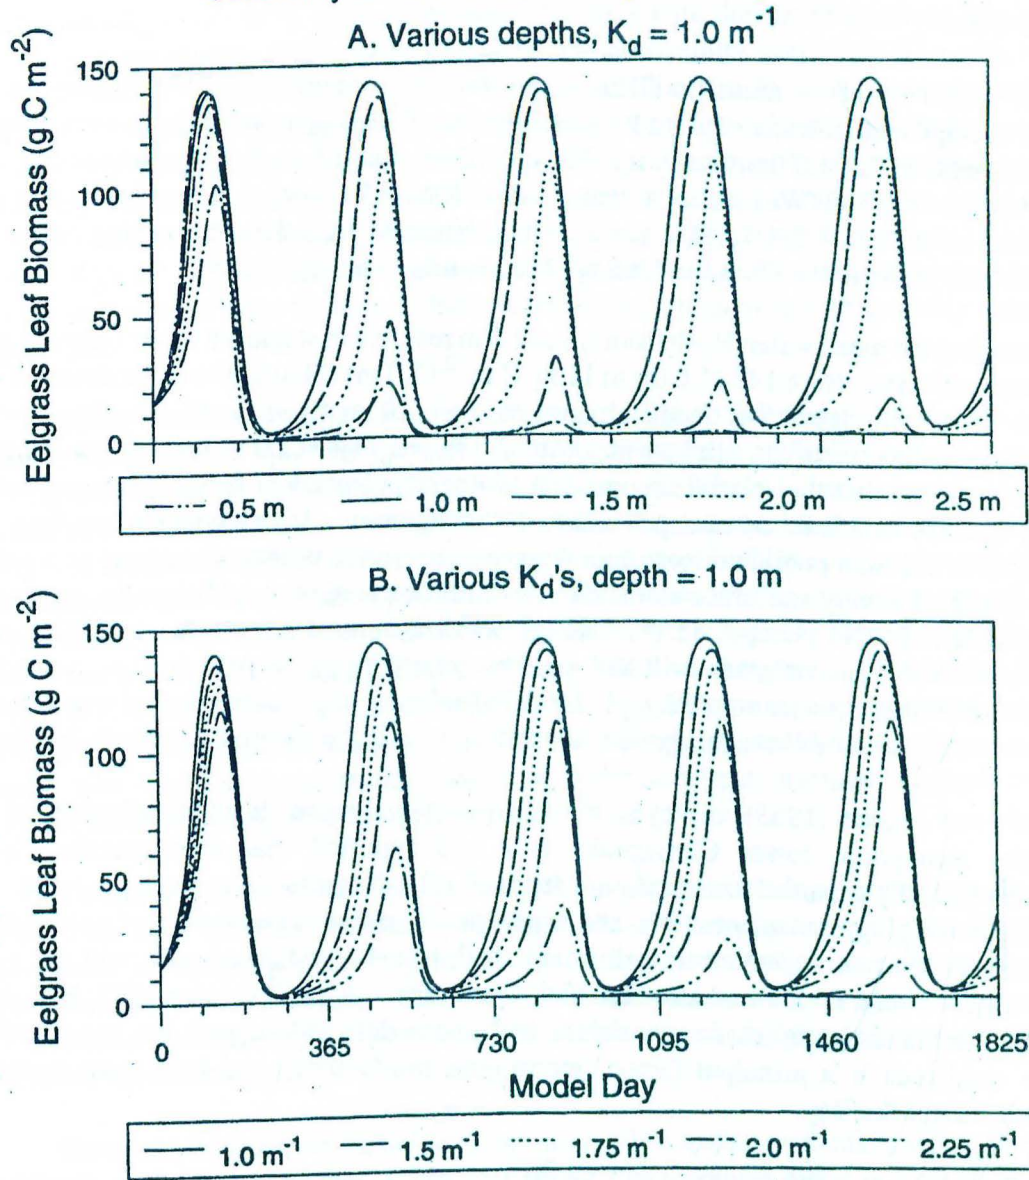 A. Various depths, Kd = 1.0 m-1
Eelgrass Leaf Biomass (g C m-2)
150
100
50
0
0.5 m 1.0 m 1.5 m 2.0 m 2.5 m
B. Various Kd's, depth = 1.0 m
Eelgrass Leaf Biomass (g C m-2)
150
100
50
0
0 365 730 1095 1460 1825
Model Day
1.0 m-1 1.5 m-1 1.75 m-1 2.0 m-1 2.25 m-1